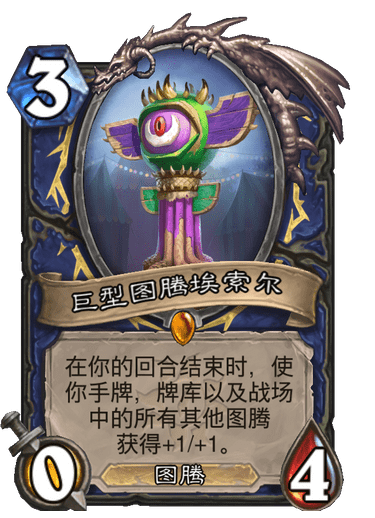 3
巨型图腾埃索尔
在你的回合结束时，使
你手牌，牌库以及战场
中的所有其他图腾
获得+1/+1。
0
图腾
4